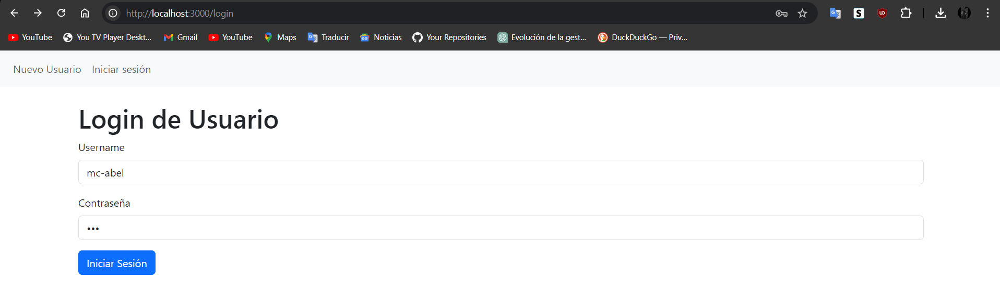 http://localhost:3000/login
YouTube You TV Player Deskt... Gmail YouTube Maps Traducir Noticias Your Repositories Evolución de la gest... DuckDuckGo — Priv...
Nuevo Usuario Iniciar sesión
Login de Usuario
Username
mc-abel
Contraseña
•••
Iniciar Sesión